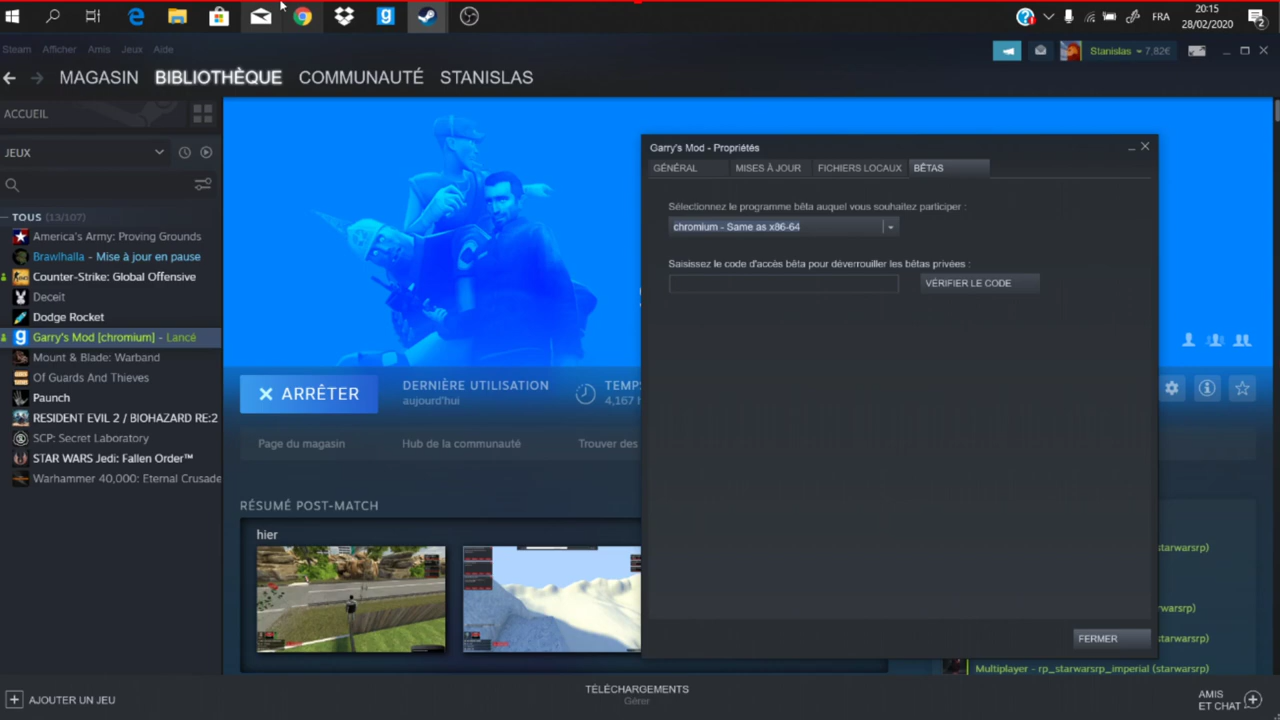 20:15
FRA
28/02/2020
2
Steam Afficher Amis Jeux Aide
Stanislas 7,82€
MAGASIN BIBLIOTHÈQUE COMMUNAUTÉ STANISLAS
ACCUEIL
JEUX
TOUS (13/107)
America's Army: Proving Grounds
Brawlhalla - Mise à jour en pause
Counter-Strike: Global Offensive
Deceit
Dodge Rocket
Garry's Mod [chromium] - Lancé
Mount & Blade: Warband
Of Guards And Thieves
Paunch
RESIDENT EVIL 2 / BIOHAZARD RE:2
SCP: Secret Laboratory
STAR WARS Jedi: Fallen Order™
Warhammer 40,000: Eternal Crusade
Garry's Mod - Propriétés
GÉNÉRAL MISES À JOUR FICHIERS LOCAUX BÊTAS
Sélectionnez le programme bêta auquel vous souhaitez participer :
chromium - Same as x86-64
Saisissez le code d'accès bêta pour déverrouiller les bêtas privées :
VÉRIFIER LE CODE
FERMER
ARRÊTER
DERNIÈRE UTILISATION
aujourd'hui
TEMPS
4,167 h
Page du magasin Hub de la communauté Trouver des
RÉSUMÉ POST-MATCH
hier
starwarsrp)
warsrp)
starwarsrp)
Multiplayer - rp_starwarsrp_imperial (starwarsrp)
AJOUTER UN JEU
TÉLÉCHARGEMENTS
Gérer
AMIS
ET CHAT